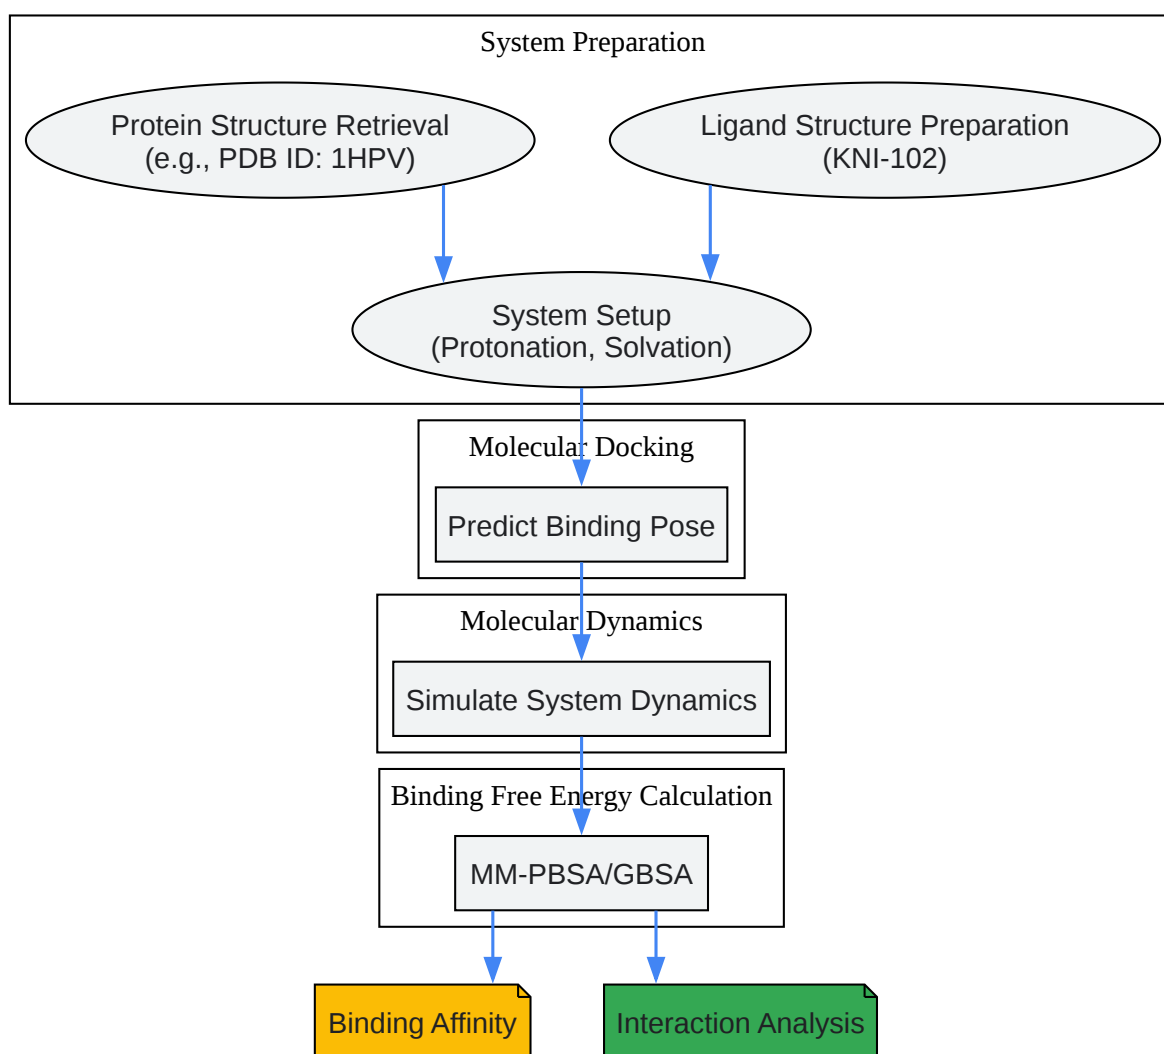 System Preparation
Protein Structure Retrieval
(e.g., PDB ID: 1HPV)
Ligand Structure Preparation
(KNI-102)
System Setup
(Protonation, Solvation)
Molecular Docking
Predict Binding Pose
Molecular Dynamics
Simulate System Dynamics
Binding Free Energy Calculation
MM-PBSA/GBSA
Binding Affinity
Interaction Analysis